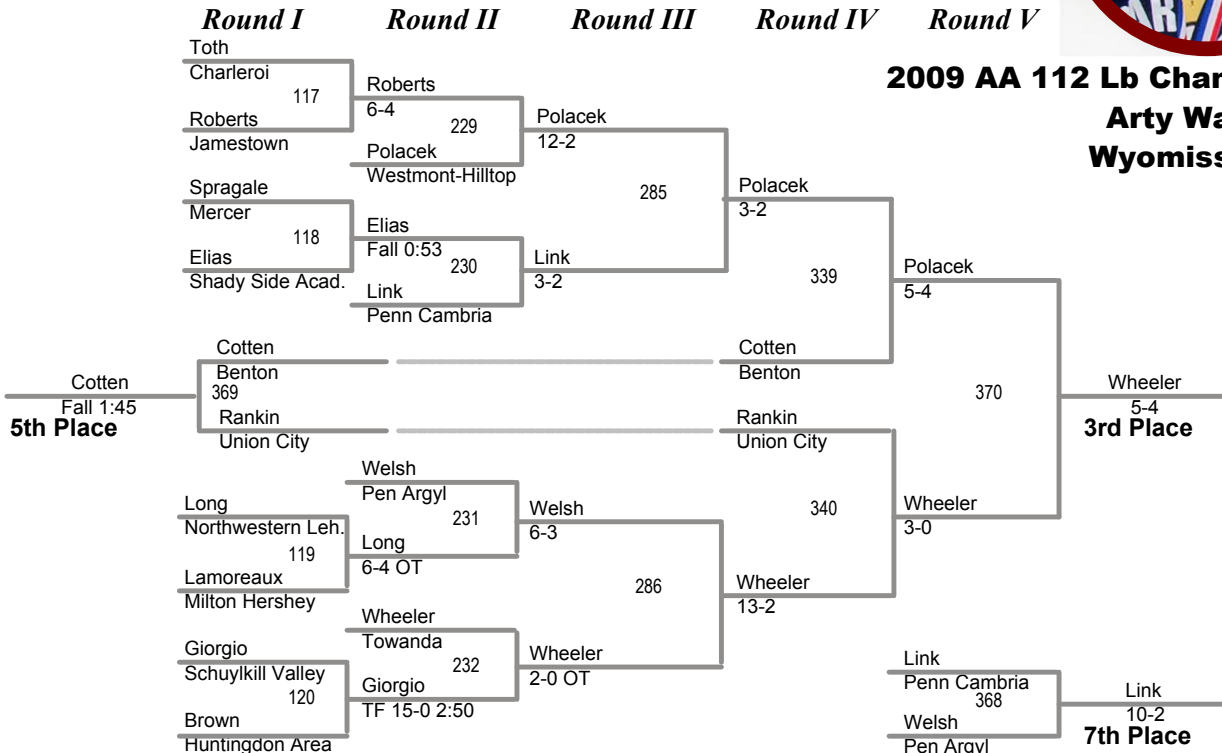 Round I Round II Round III Round IV Round V
2009 AA 112 Lb
Arty
Toth
Charleroi
117
Roberts
Jamestown
Roberts
6-4
229
Polacek
Westmont-Hilltop
Polacek
12-2
Spragale
Mercer
118
Elias
Shady Side Acad.
Elias
Fall 0:53
230
Link
Penn Cambria
Link
3-2
285
Polacek
3-2
339
Cotten
Benton
Polacek
5-4
Cotten
Benton
369
Rankin
Union City
Cotten
Fall 1:45
5th Place
Rankin
Union City
370
Wheeler
5-4
3rd Place
Welsh
Pen Argyl
231
Long
6-4 OT
Long
Northwestern Leh.
119
Lamoreaux
Milton Hershey
Welsh
6-3
340
Wheeler
3-0
286
Wheeler
13-2
Wheeler
Towanda
232
Giorgio
TF 15-0 2:50
Wheeler
2-0 OT
Giorgio
Schuylkill Valley
120
Brown
Huntingdon Area
Link
Penn Cambria
368
Welsh
Pen Argyl
Link
10-2
7th Place